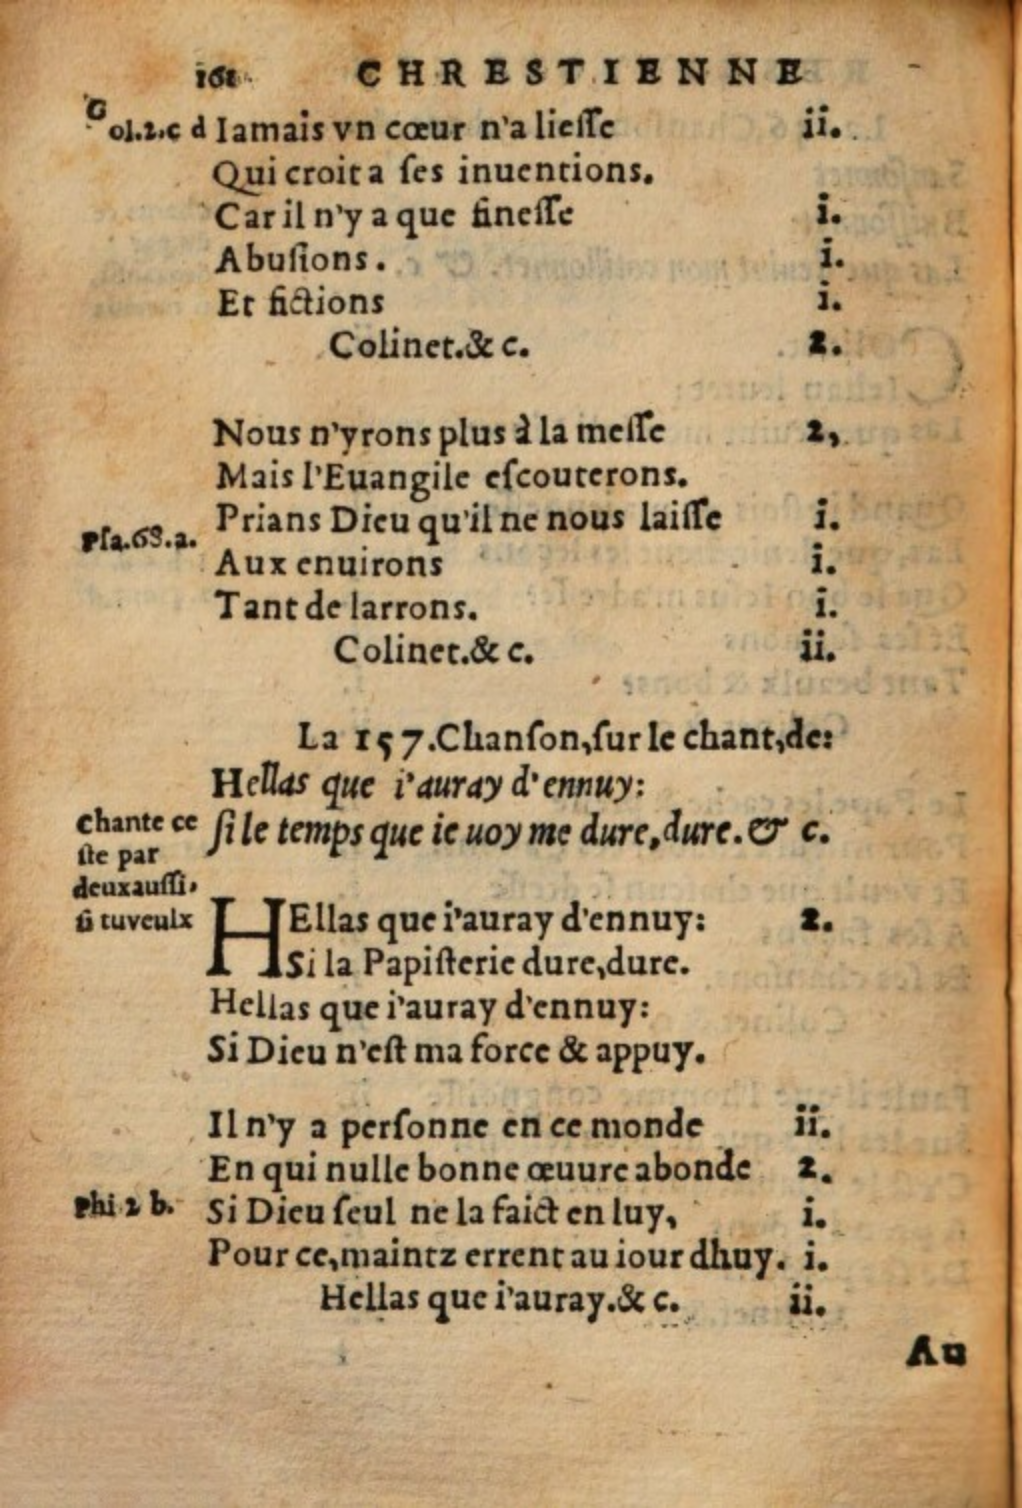 161 CHRESTIENNE
Col.2.c d Iamais vn cœur n'a lieſſe ii.
Qui croit a ſes inuentions.
Car il n'y a que fineſſe i.
Abuſions. i.
Et fictions i.
Colinet.& c. 2.
Nous n'yrons plus à la meſſe 2,
Mais l'Euangile eſcouterons.
Prians Dieu qu'il ne nous laiſſe i.
Pſa.68.a.
Aux enuirons i.
Tant de larrons. i.
Colinet.& c. ii.
La 157.Chanſon,ſur le chant,de:
Hellas que i'auray d'ennuy:
Chante ce ſi le temps que ie uoy me dure,dure.& c.
ſte par
deux auſſi,
ſi tu veulx
HEllas que i'auray d'ennuy: 2.
Si la Papiſterie dure,dure.
Hellas que i'auray d'ennuy:
Si Dieu n'eſt ma force & appuy.
Il n'y a perſonne en ce monde ii.
En qui nulle bonne œuure abonde 2.
Phi 2 b. Si Dieu ſeul ne la faict en luy, i.
Pour ce,maintz errent au iour dhuy. i.
Hellas que i'auray.& c. ii.
Au